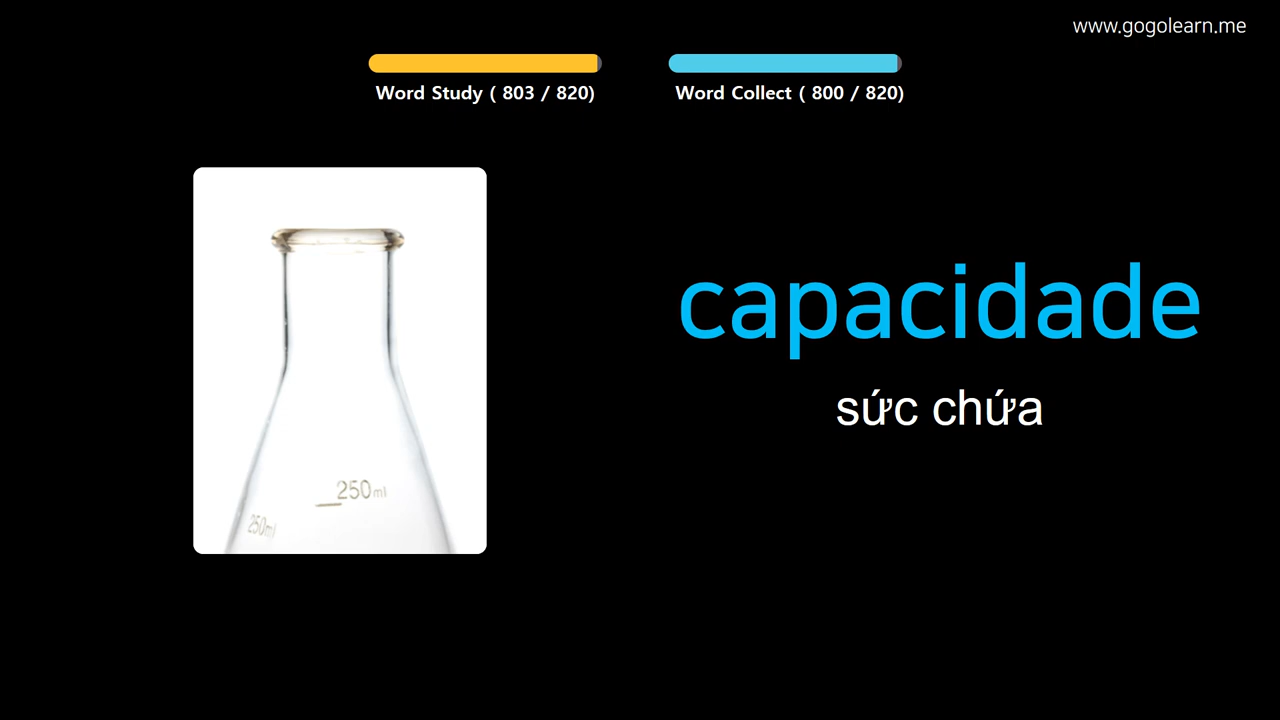 www.gogolearn.me
Word Study ( 803 / 820)
Word Collect ( 800 / 820)
capacidade
sức chứa
250ml
250ml